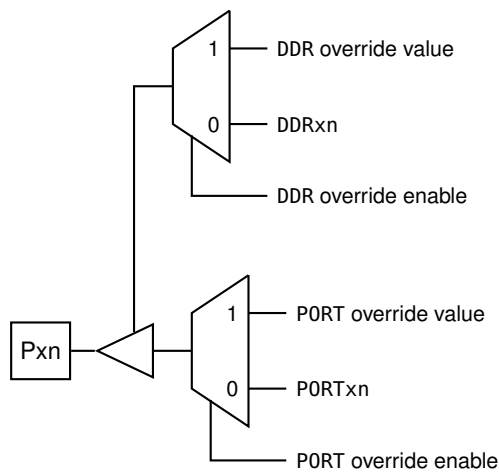 1 DDR override value
0 DDRxn
DDR override enable
1 PORT override value
Pxn
0 PORTxn
PORT override enable